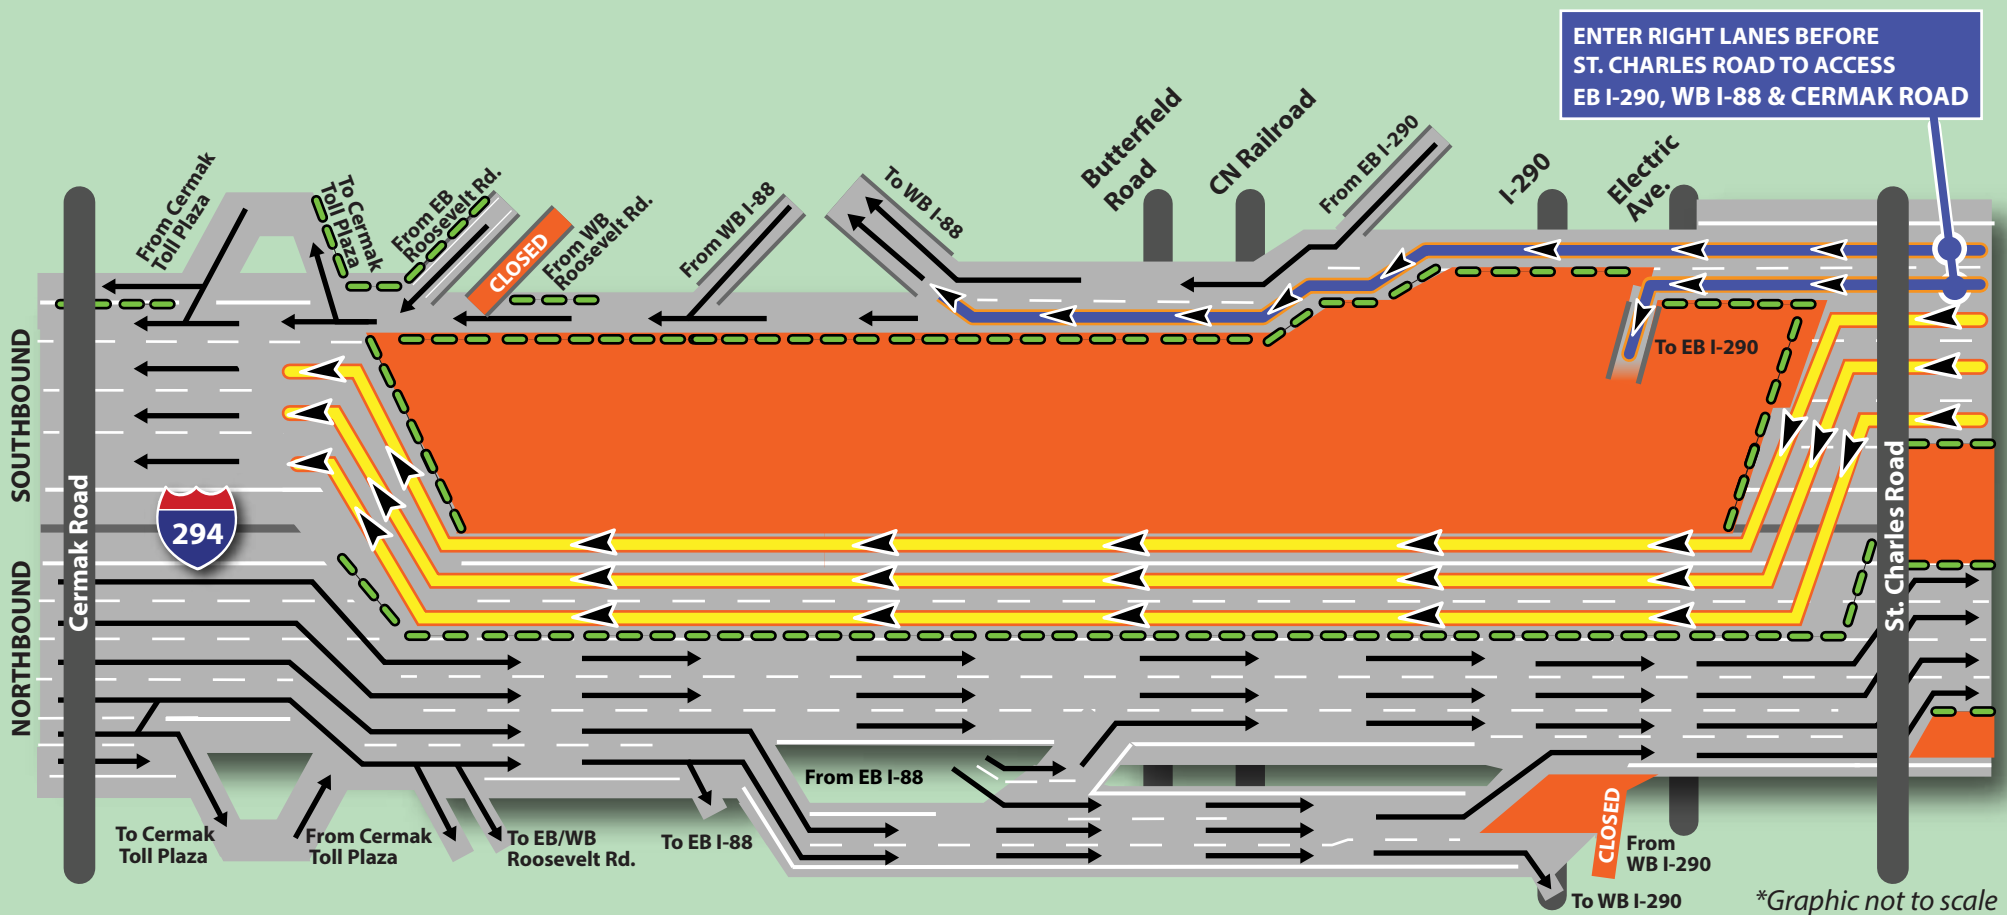 ENTER RIGHT LANES BEFORE
ST. CHARLES ROAD TO ACCESS
EB I-290, WB I-88 & CERMAK ROAD
From Cermak
Toll Plaza
To Cermak
Toll Plaza
From EB
Roosevelt Rd.
CLOSED
From WB
Roosevelt Rd.
From WB I-88
To WB I-88
Butterfield
Road
CN Railroad
From EB I-290
I-290
Electric
Ave.
To EB I-290
SOUTHBOUND
NORTHBOUND
Cermak Road
294
St. Charles Road
To Cermak
Toll Plaza
From Cermak
Toll Plaza
To EB/WB
Roosevelt Rd.
To EB I-88
From EB I-88
CLOSED
From
WB I-290
To WB I-290
*Graphic not to scale